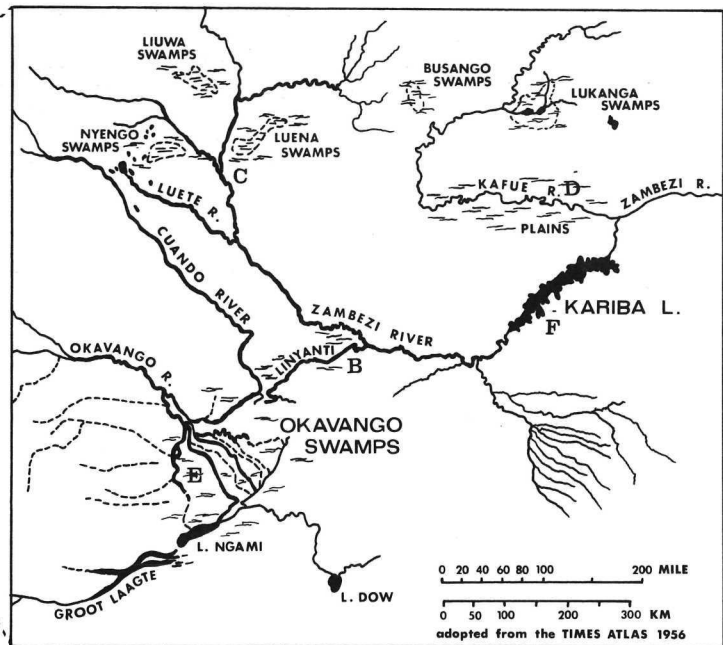 LIUWA
SWAMPS
BUSANGO
SWAMPS
LUKANGA
SWAMPS
NYENGO
SWAMPS
LUENA
SWAMPS
C
LUETE R.
KAFUE R.
D
ZAMBEZI R.
PLAINS
CUANDO RIVER
KARIBA L.
F
ZAMBEZI RIVER
OKAVANGO R.
LINYANTI
B
OKAVANGO
SWAMPS
E
L. NGAMI
GROOT LAAGTE
L. DOW
0 20 40 60 80 100 200 MILE
0 50 100 200 300 KM
adopted from the TIMES ATLAS 1956